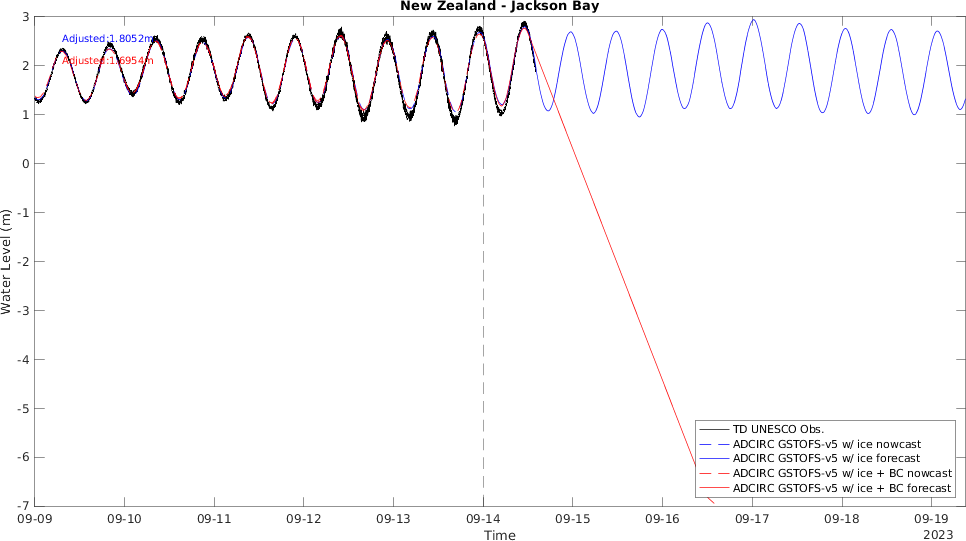 New Zealand - Jackson Bay
Adjusted:1.8052m
Adjusted:1.6954m
Water Level (m)
3
2
1
0
-1
-2
-3
-4
-5
-6
-7
TD UNESCO Obs.
ADCIRC GSTOFS-v5 w/ ice nowcast
ADCIRC GSTOFS-v5 w/ ice forecast
ADCIRC GSTOFS-v5 w/ ice + BC nowcast
ADCIRC GSTOFS-v5 w/ ice + BC forecast
09-09 09-10 09-11 09-12 09-13 09-14 09-15 09-16 09-17 09-18 09-19
Time
2023